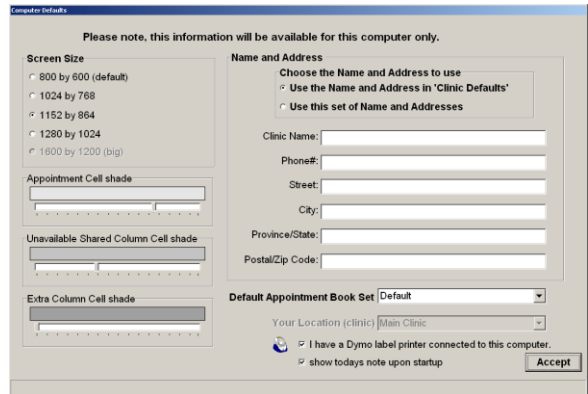 Computer Defaults
Please note, this information will be available for this computer only.
Screen Size
800 by 600 (default)
1024 by 768
1152 by 864
1280 by 1024
1600 by 1200 (big)
Appointment Cell shade
Unavailable Shared Column Cell shade
Extra Column Cell shade
Name and Address
Choose the Name and Address to use
Use the Name and Address in 'Clinic Defaults'
Use this set of Name and Addresses
Clinic Name:
Phone#:
Street:
City:
Province/State:
Postal/Zip Code:
Default Appointment Book Set Default
Your Location (clinic) Main Clinic
I have a Dymo label printer connected to this computer.
show todays note upon startup
Accept